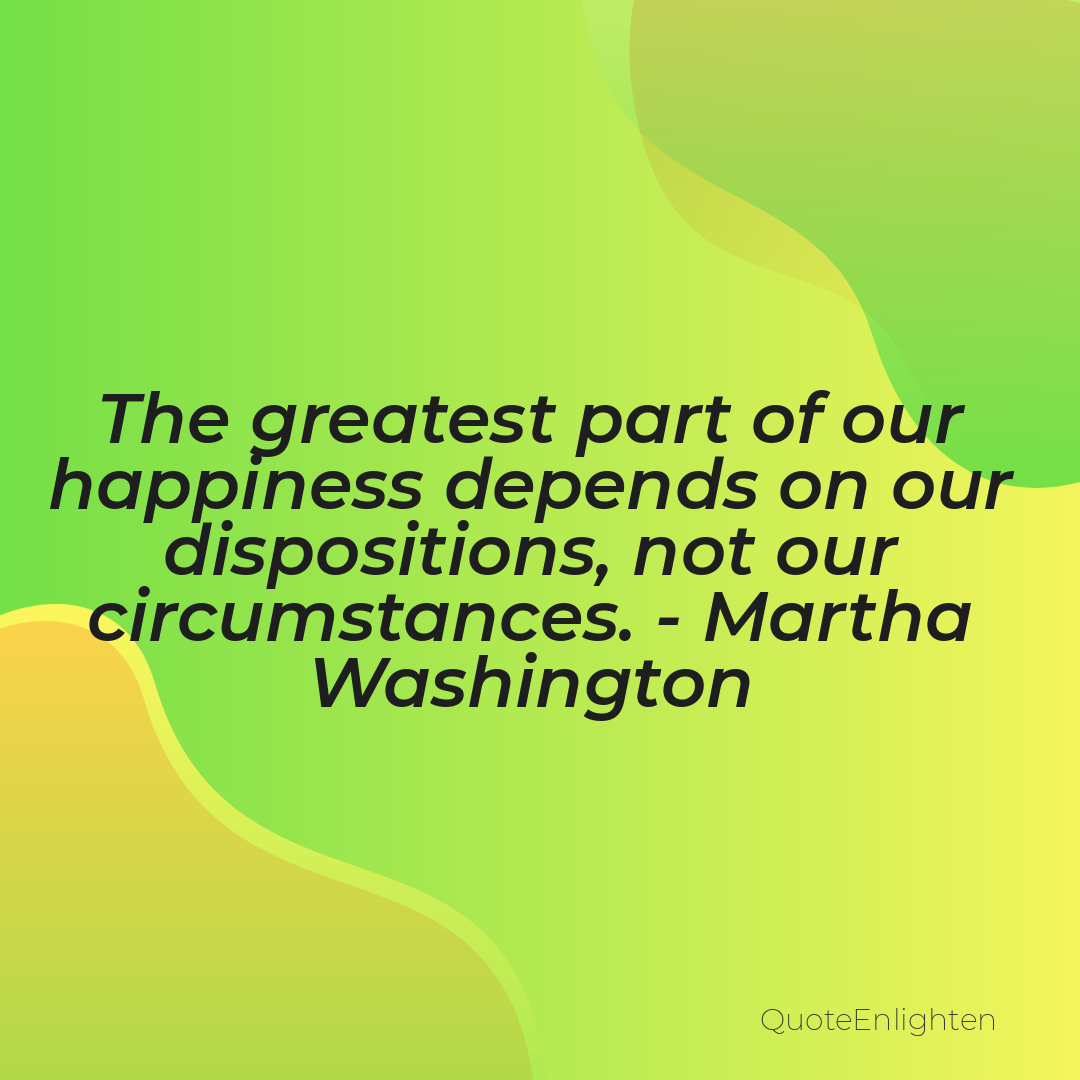 The greatest part of our
happiness depends on our
dispositions, not our
circumstances. - Martha
Washington
QuoteEnlighten